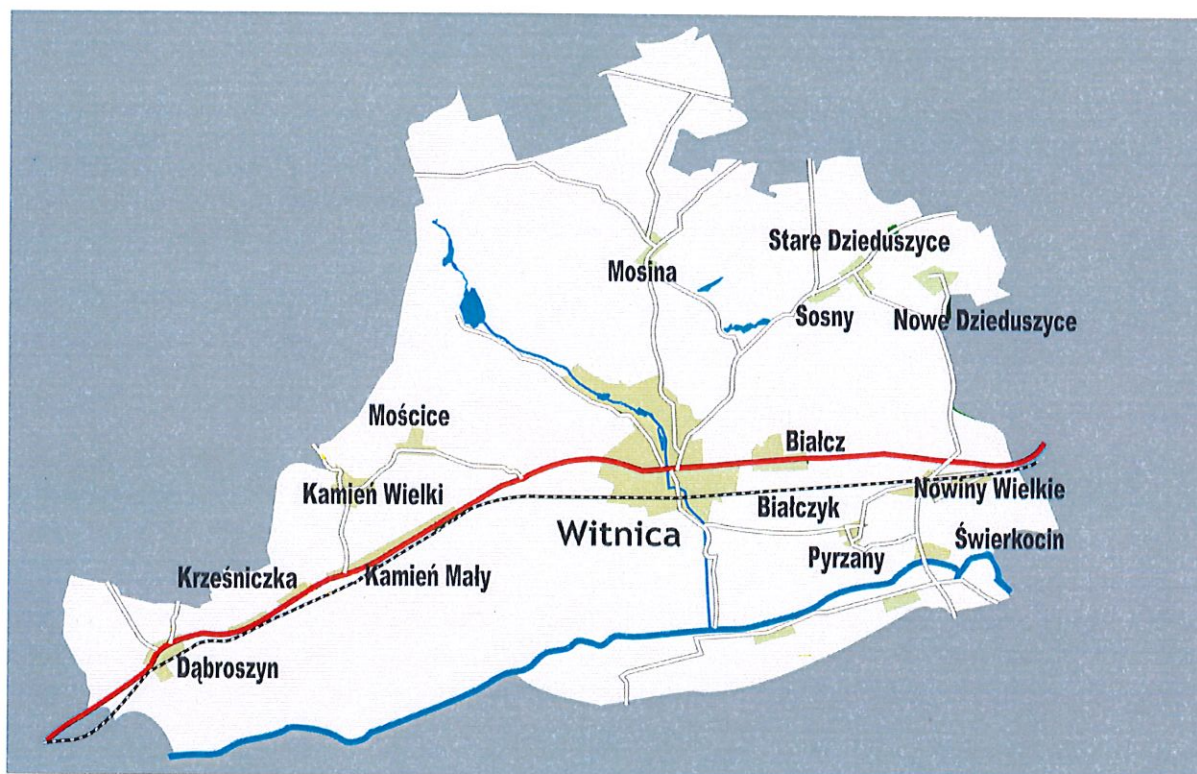 Stare Dzieduszyce
Mosina
Sosny
Nowe Dzieduszyce
Mościce
Białcz
Kamień Wielki
Nowiny Wielkie
Białczyk
Witnica
Pyrzany
Świerkocin
Krześniczka
Kamień Mały
Dąbroszyn